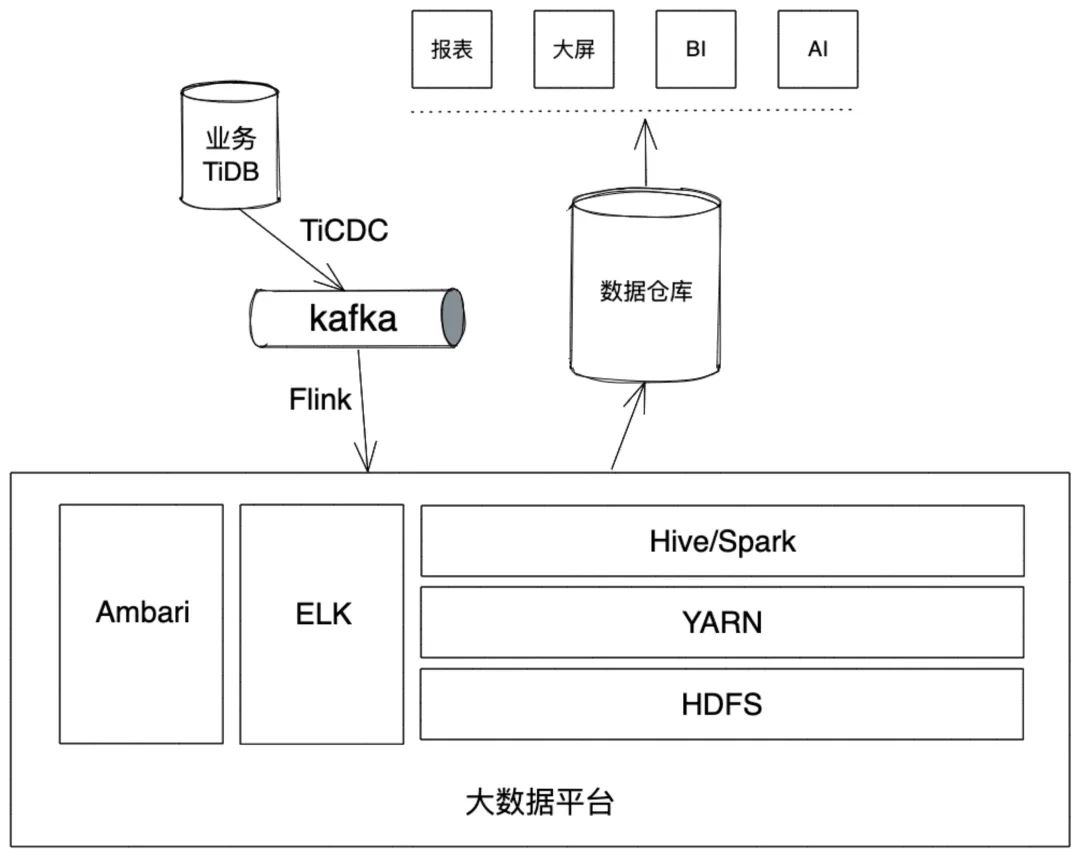 报表
大屏
BI
AI
业务
TiDB
TiCDC
kafka
数据仓库
Flink
Ambari
ELK
Hive/Spark
YARN
HDFS
大数据平台